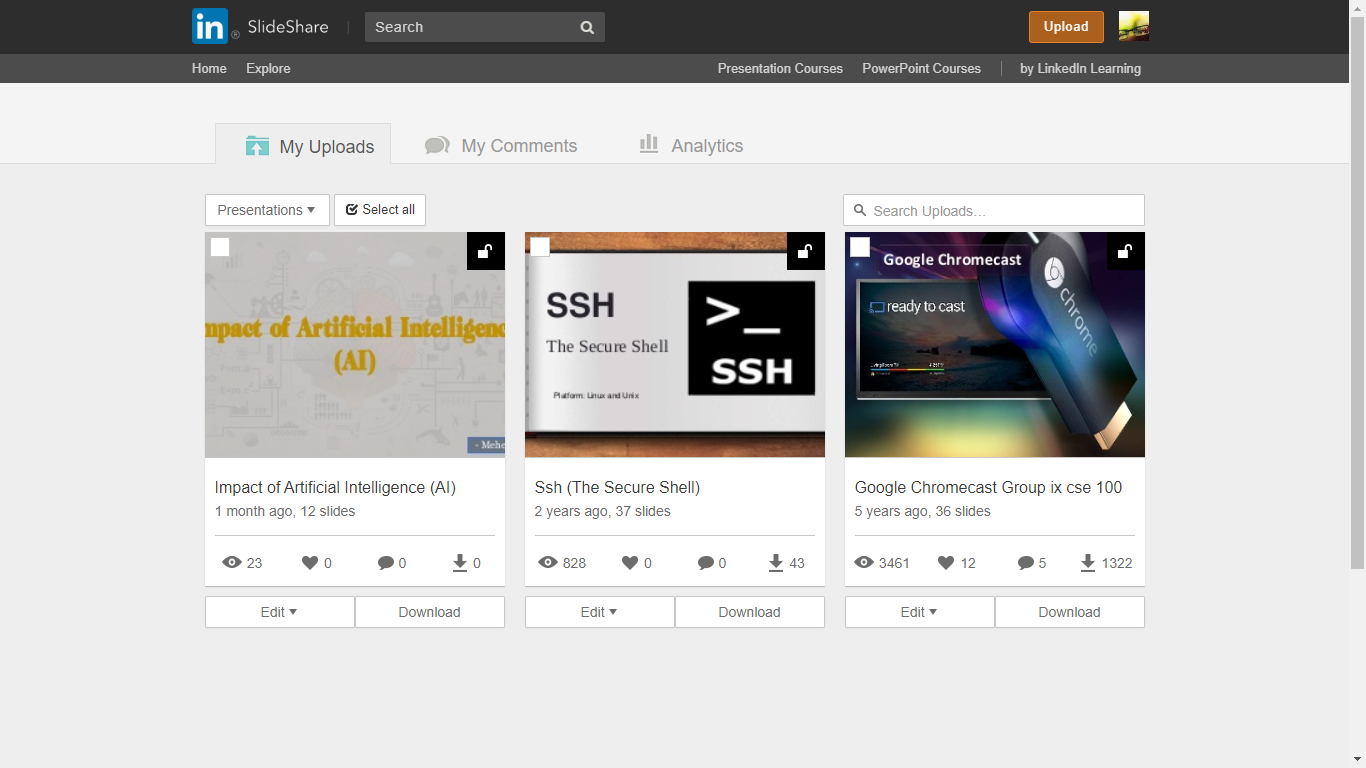 in ® SlideShare Search Upload
Home Explore Presentation Courses PowerPoint Courses by LinkedIn Learning
My Uploads My Comments Analytics
Presentations Select all Search Uploads...
mpact of Artificial Intelligenc
(AI)
- Mehe
SSH
The Secure Shell
Platform: Linux and Unix
>_
SSH
Google Chromecast
ready to cast
chrome
Impact of Artificial Intelligence (AI)
1 month ago, 12 slides
23 0 0 0
Edit Download
Ssh (The Secure Shell)
2 years ago, 37 slides
828 0 0 43
Edit Download
Google Chromecast Group ix cse 100
5 years ago, 36 slides
3461 12 5 1322
Edit Download